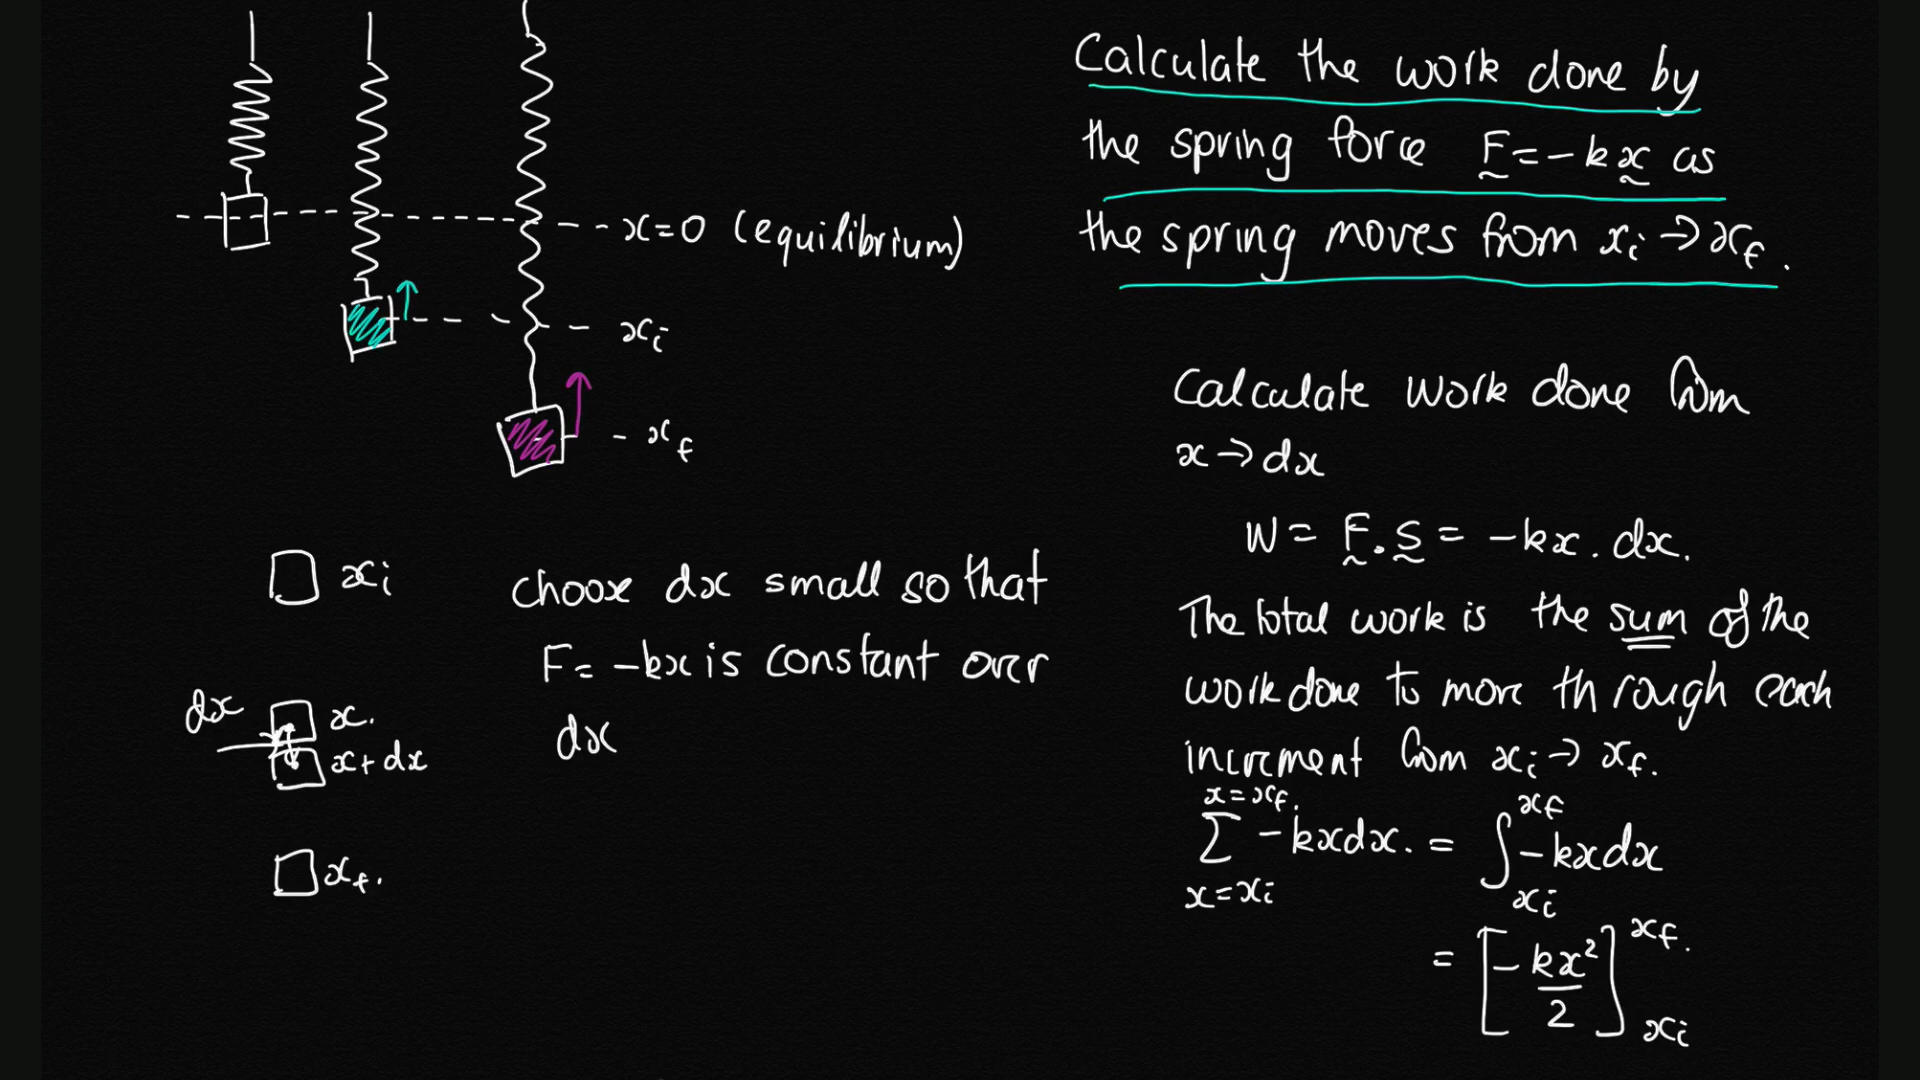 Calculate the work done by
the spring force F = -kx as
the spring moves from xi → xf.
x=0 (equilibrium)
xi
xf
Calculate work done from
x → dx
W = F . S = -kx . dx.
The total work is the sum of the
work done to move through each
increment from xi → xf.
x=xf.
∑ -kxdx. = ∫ -kxdx
x=xi
xf
xi
= [-kx²/2]
xf.
xi
xi
choose dx small so that
F= -kx is constant over
dx
dx
x.
x+dx
xf.